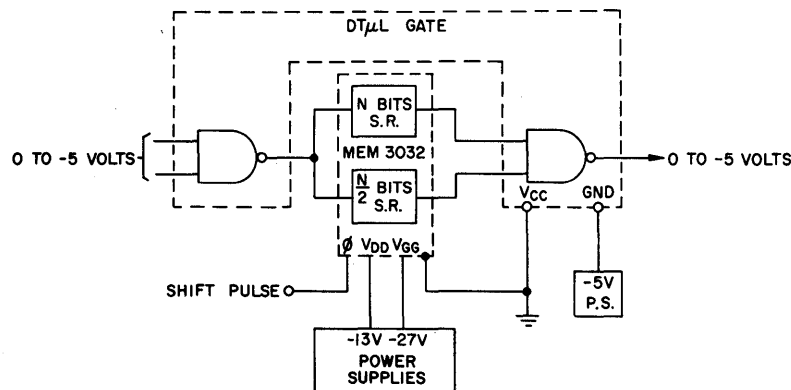 DTμL GATE
N BITS
S.R.
0 TO -5 VOLTS
MEM 3032
0 TO -5 VOLTS
N/2 BITS
S.R.
VCC
GND
ϕ VDD VGG
SHIFT PULSE
-5V
P.S.
-13V -27V
POWER
SUPPLIES